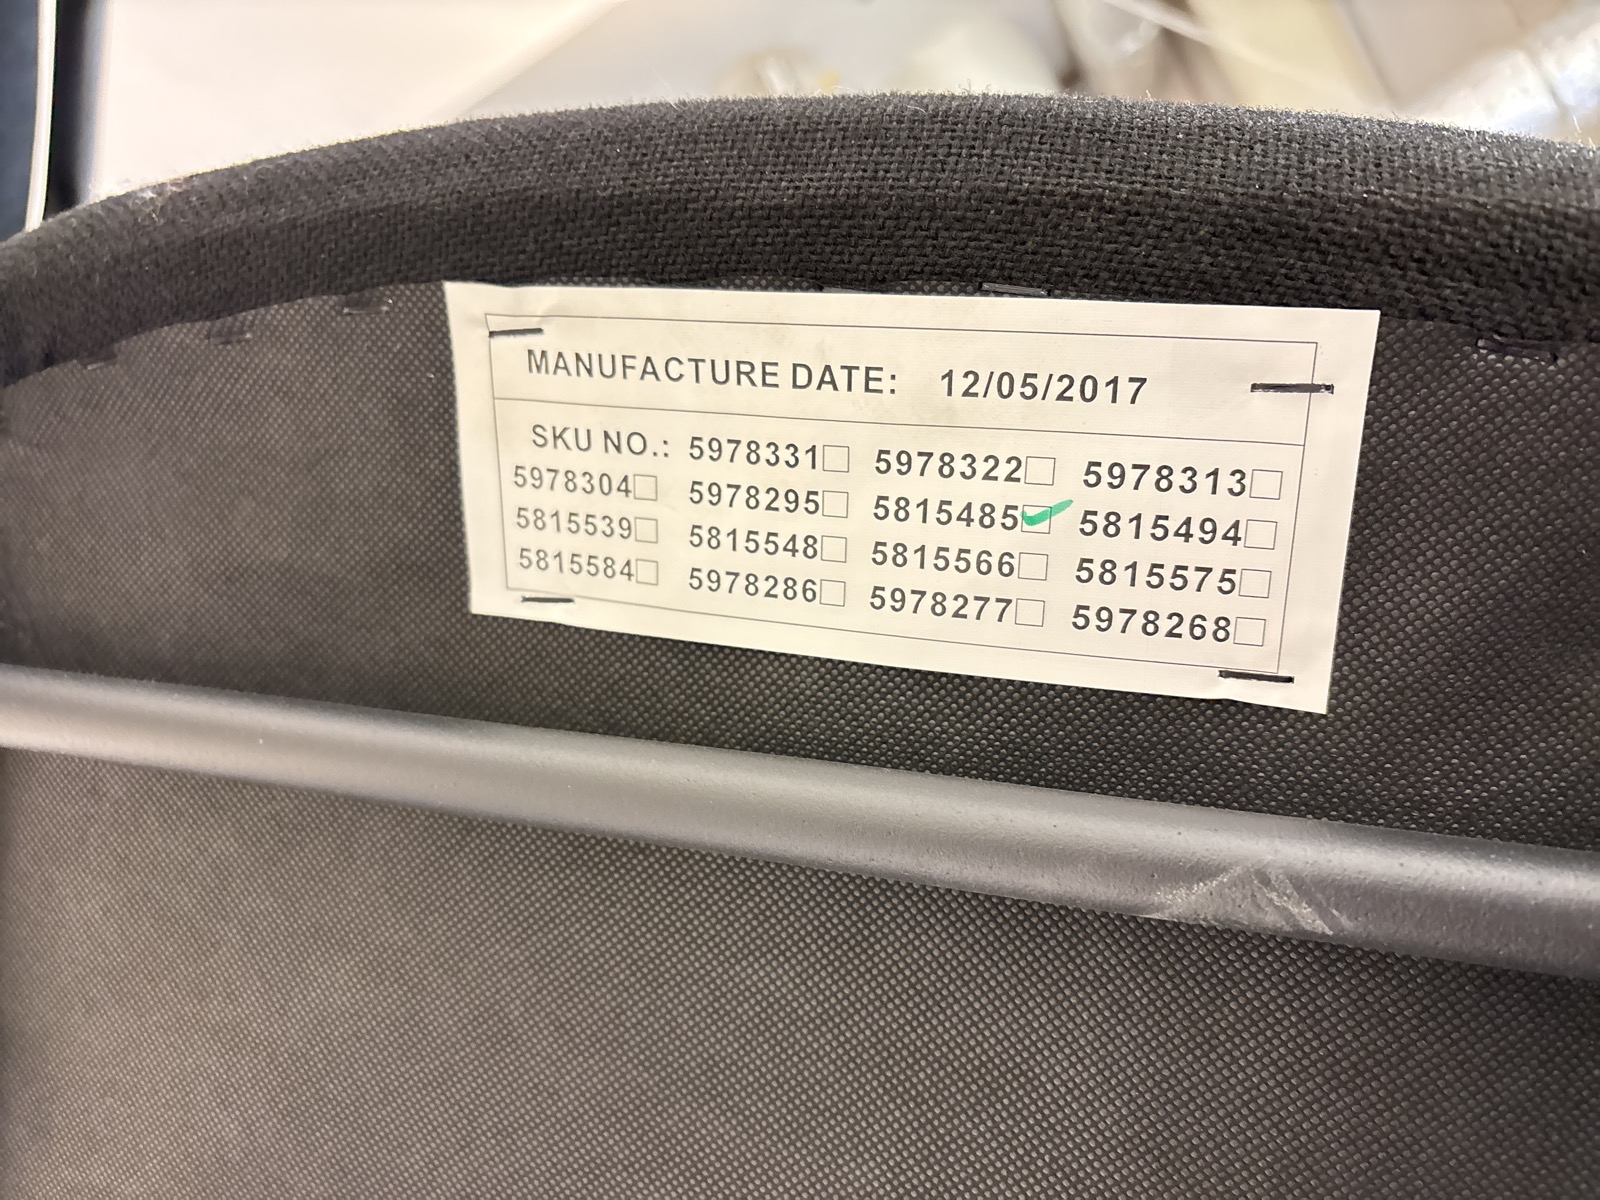 MANUFACTURE DATE: 12/05/2017
SKU NO.: 5978331☐ 5978322☐ 5978313☐
5978304☐ 5978295☐ 5815485☑ 5815494☐
5815539☐ 5815548☐ 5815566☐ 5815575☐
5815584☐ 5978286☐ 5978277☐ 5978268☐